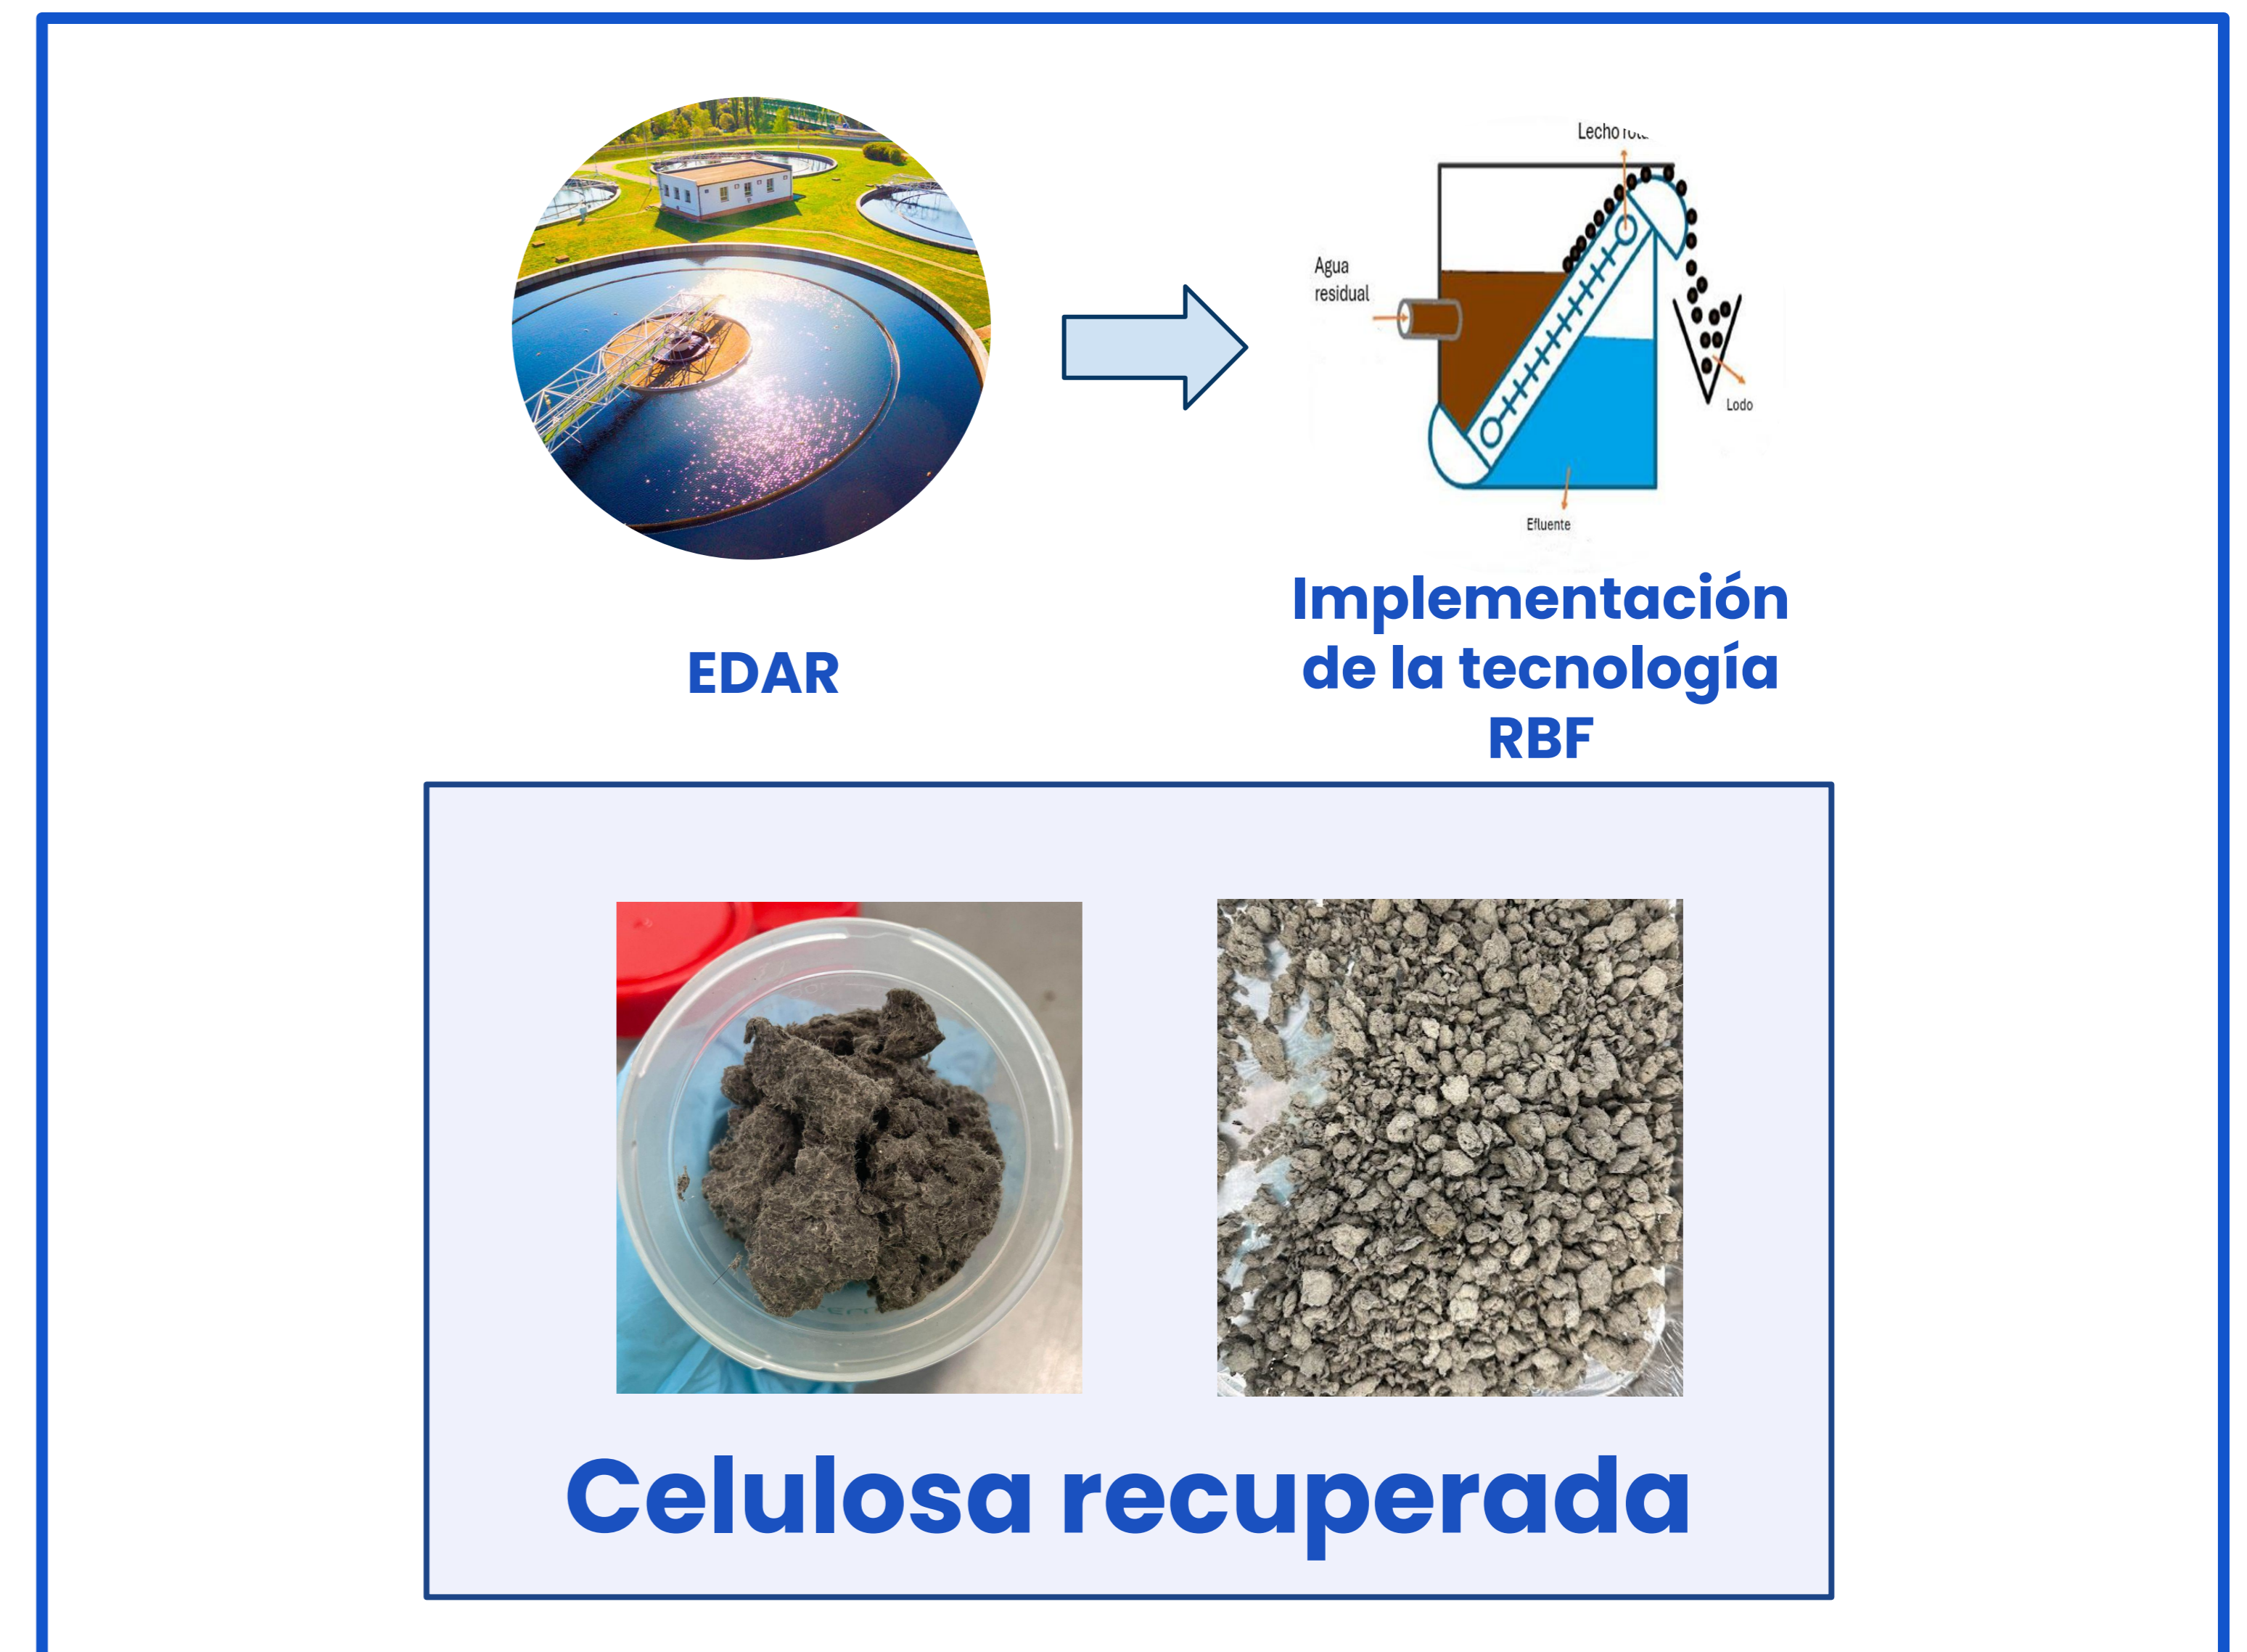 Lecho
Agua
residual
Lodo
Efluente
EDAR
Implementación
de la tecnología
RBF
Celulosa recuperada